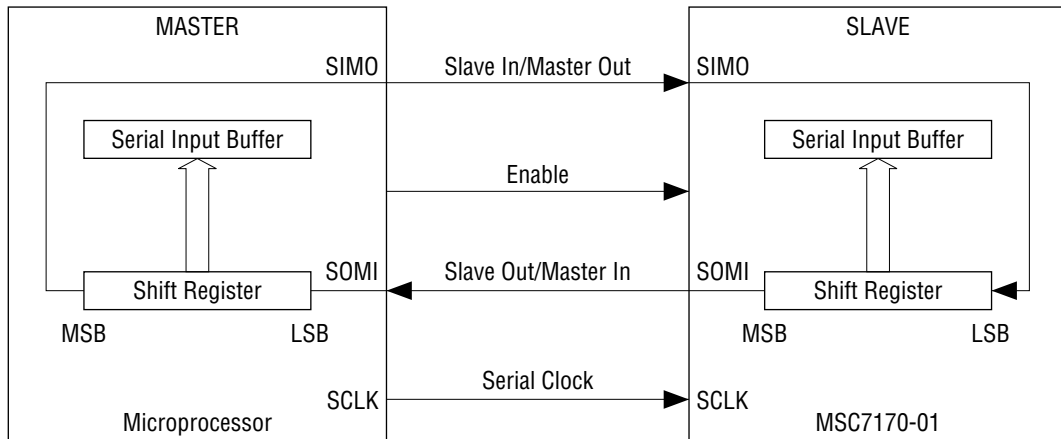 MASTER
SLAVE
SIMO
Slave In/Master Out
SIMO
Serial Input Buffer
Enable
Serial Input Buffer
SOMI
Slave Out/Master In
SOMI
Shift Register
Shift Register
MSB
LSB
MSB
LSB
Serial Clock
SCLK
SCLK
Microprocessor
MSC7170-01